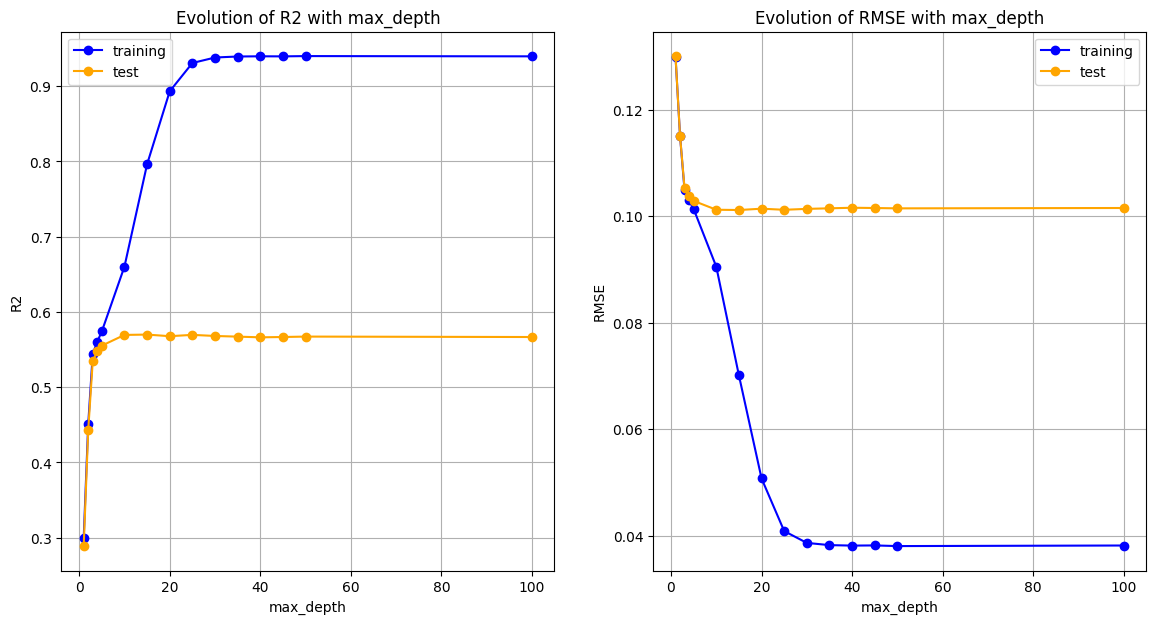 Evolution of R2 with max_depth
training
test
R2
0.9
0.8
0.7
0.6
0.5
0.4
0.3
0 20 40 60 80 100
max_depth
Evolution of RMSE with max_depth
training
test
RMSE
0.12
0.10
0.08
0.06
0.04
0 20 40 60 80 100
max_depth